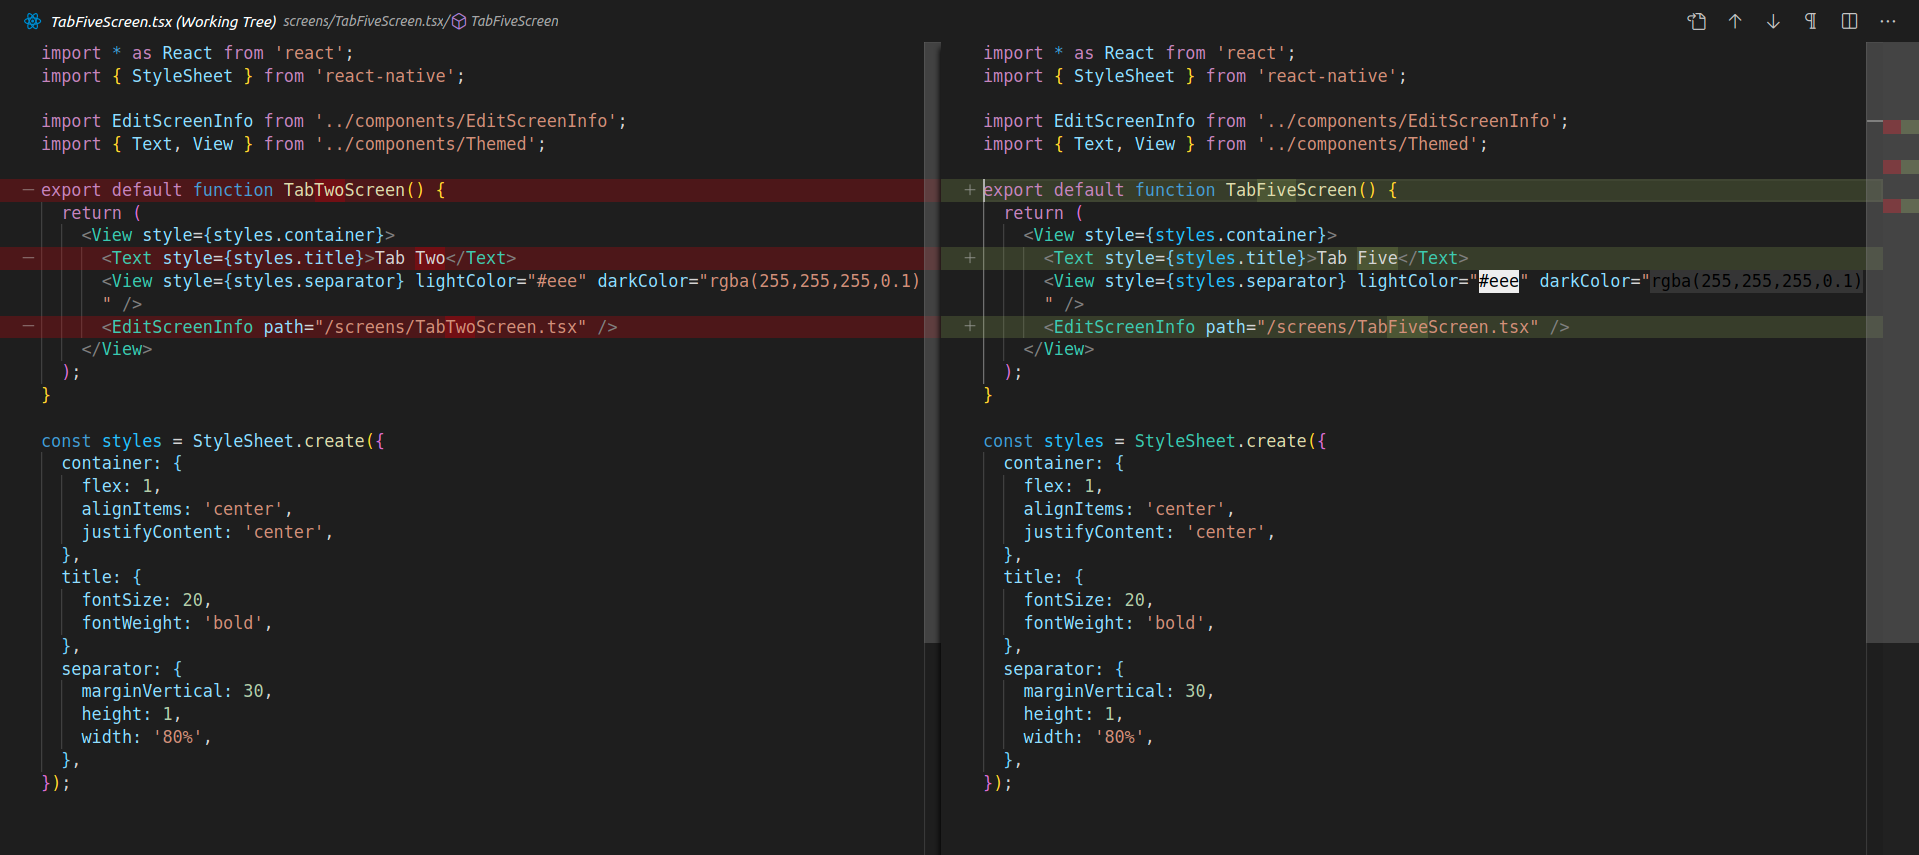 TabFiveScreen.tsx (Working Tree) screens/TabFiveScreen.tsx/ TabFiveScreen
import * as React from 'react';
import { StyleSheet } from 'react-native';
import EditScreenInfo from '../components/EditScreenInfo';
import { Text, View } from '../components/Themed';
− export default function TabTwoScreen() {
  return (
    <View style={styles.container}>
−      <Text style={styles.title}>Tab Two</Text>
      <View style={styles.separator} lightColor="#eee" darkColor="rgba(255,255,255,0.1)
      " />
−      <EditScreenInfo path="/screens/TabTwoScreen.tsx" />
    </View>
  );
}
const styles = StyleSheet.create({
  container: {
    flex: 1,
    alignItems: 'center',
    justifyContent: 'center',
  },
  title: {
    fontSize: 20,
    fontWeight: 'bold',
  },
  separator: {
    marginVertical: 30,
    height: 1,
    width: '80%',
  },
});
import * as React from 'react';
import { StyleSheet } from 'react-native';
import EditScreenInfo from '../components/EditScreenInfo';
import { Text, View } from '../components/Themed';
+ export default function TabFiveScreen() {
  return (
    <View style={styles.container}>
+      <Text style={styles.title}>Tab Five</Text>
      <View style={styles.separator} lightColor="#eee" darkColor="rgba(255,255,255,0.1)
      " />
+      <EditScreenInfo path="/screens/TabFiveScreen.tsx" />
    </View>
  );
}
const styles = StyleSheet.create({
  container: {
    flex: 1,
    alignItems: 'center',
    justifyContent: 'center',
  },
  title: {
    fontSize: 20,
    fontWeight: 'bold',
  },
  separator: {
    marginVertical: 30,
    height: 1,
    width: '80%',
  },
});